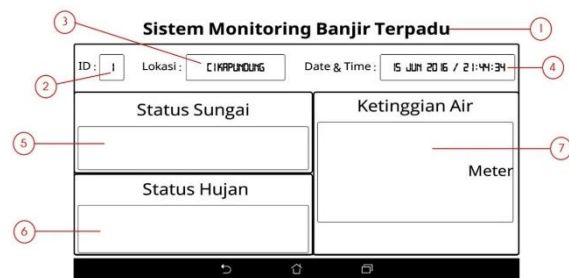 Sistem Monitoring Banjir Terpadu 1
3
ID : 1 Lokasi : CIKAPUNDUNG Date & Time : 15 JUN 2016 / 21:44:34 4
2
Status Sungai Ketinggian Air
5 7
Meter
Status Hujan
6